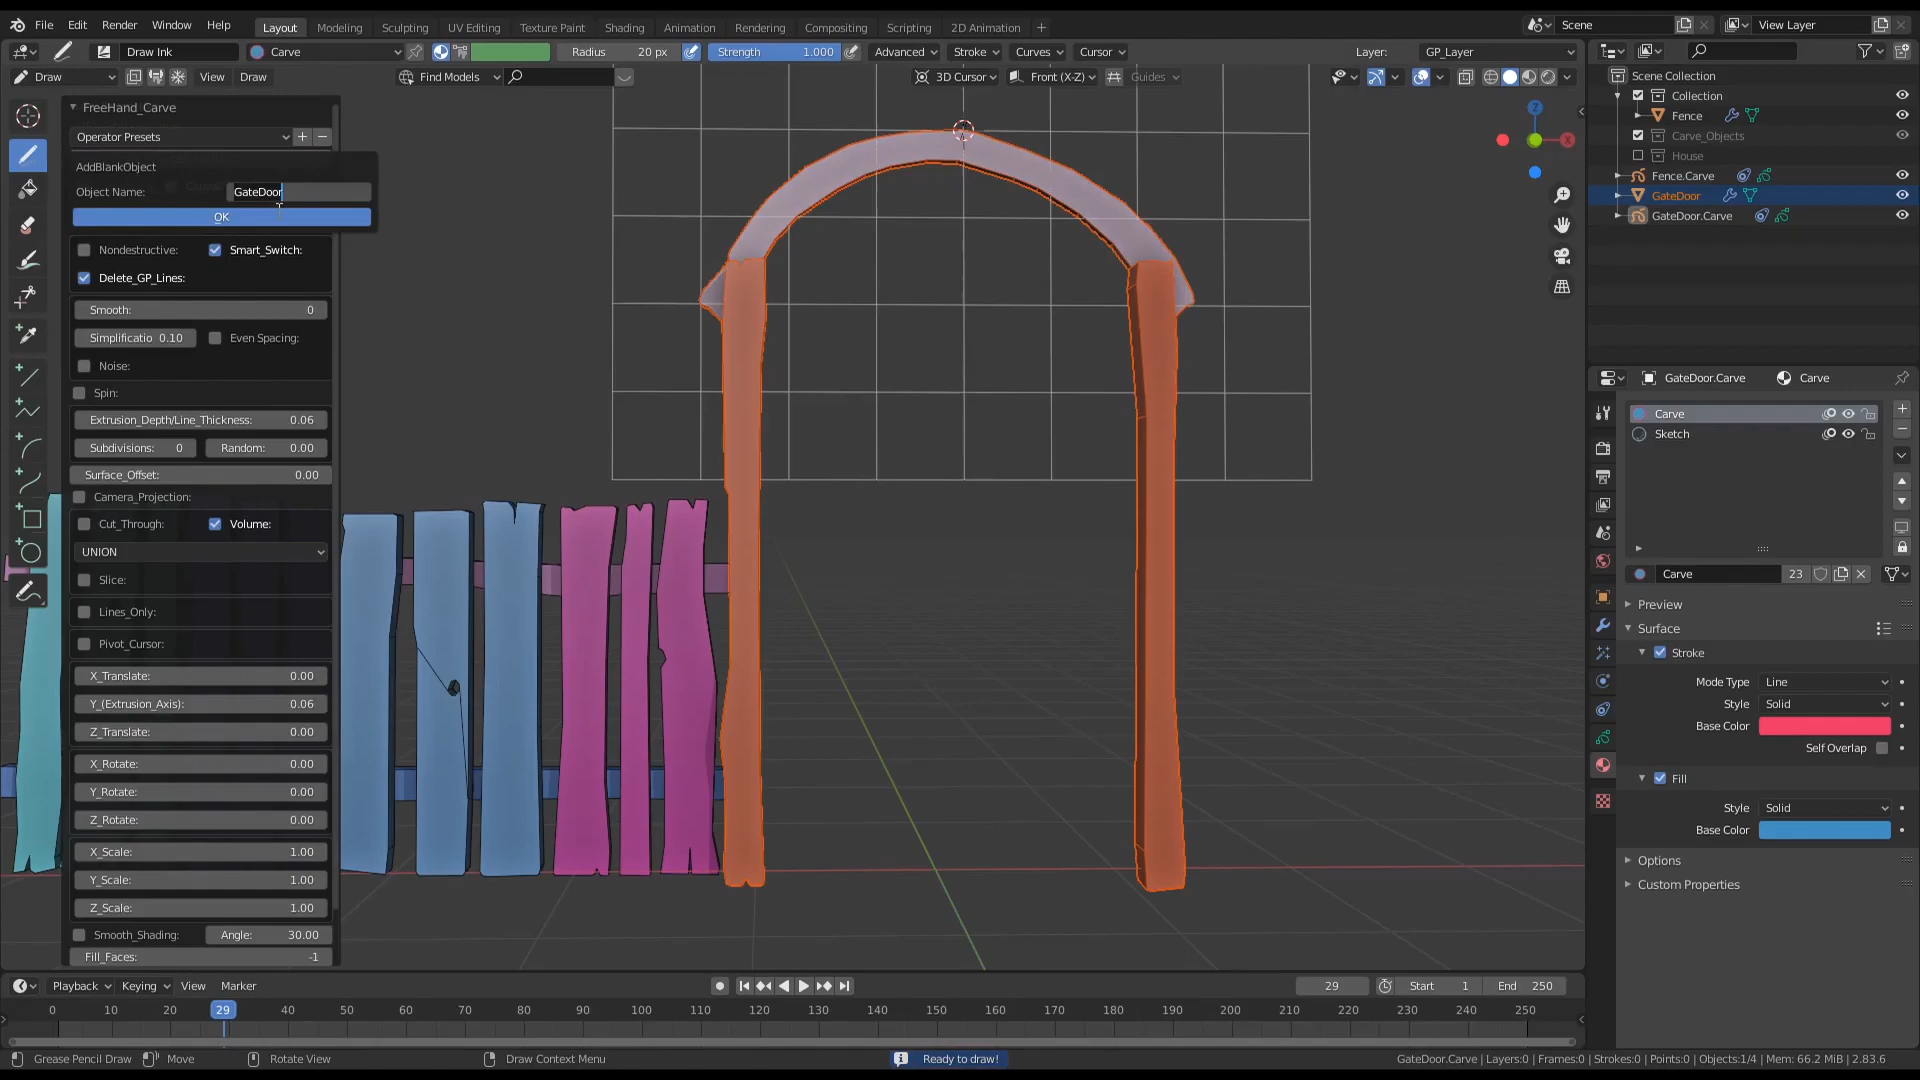 File Edit Render Window Help Layout Modeling Sculpting UV Editing Texture Paint Shading Animation Rendering Compositing Scripting 2D Animation + Scene View Layer
Draw Ink Carve Radius 20 px Strength 1.000 Advanced Stroke Curves Cursor Layer: GP_Layer
Draw View Draw Find Models 3D Cursor Front (X-Z) Guides
Scene Collection
Collection
Fence
Carve_Objects
House
Fence.Carve
GateDoor
GateDoor.Carve
FreeHand_Carve
Operator Presets
AddBlankObject
Object Name: GateDoor
OK
Nondestructive: Smart_Switch:
Delete_GP_Lines:
Smooth: 0
Simplificatio 0.10 Even Spacing:
Noise:
Spin:
Extrusion_Depth/Line_Thickness: 0.06
Subdivisions: 0 Random: 0.00
Surface_Offset: 0.00
Camera_Projection:
Cut_Through: Volume:
UNION
Slice:
Lines_Only:
Pivot_Cursor:
X_Translate: 0.00
Y_(Extrusion_Axis): 0.06
Z_Translate: 0.00
X_Rotate: 0.00
Y_Rotate: 0.00
Z_Rotate: 0.00
X_Scale: 1.00
Y_Scale: 1.00
Z_Scale: 1.00
Smooth_Shading: Angle: 30.00
Fill_Faces: -1
Z
X
GateDoor.Carve Carve
Carve
Sketch
Carve 23
Preview
Surface
Stroke
Mode Type Line
Style Solid
Base Color
Self Overlap
Fill
Style Solid
Base Color
Options
Custom Properties
Playback Keying View Marker 29 Start 1 End 250
0 10 20 29 40 50 60 70 80 90 100 110 120 130 140 150 160 170 180 190 200 210 220 230 240 250
Grease Pencil Draw Move Rotate View Draw Context Menu Ready to draw! GateDoor.Carve | Layers:0 | Frames:0 | Strokes:0 | Points:0 | Objects:1/4 | Mem: 66.2 MiB | 2.83.6